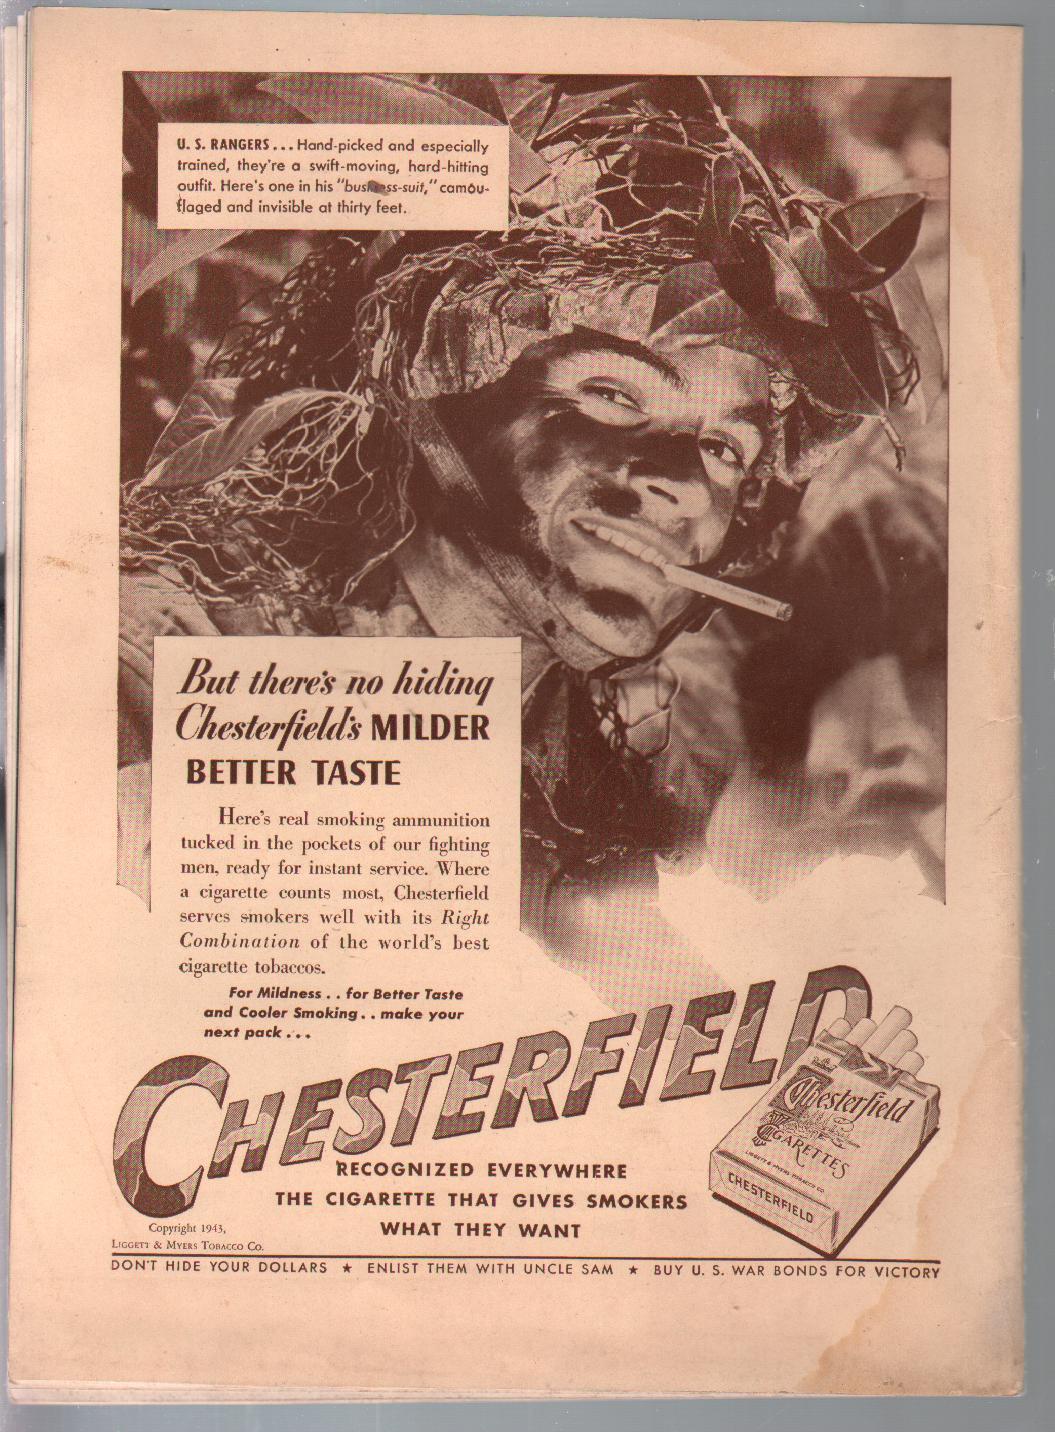 U. S. RANGERS... Hand-picked and especially
trained, they're a swift-moving, hard-hitting
outfit. Here's one in his "business-suit," camou-
flaged and invisible at thirty feet.
But there's no hiding
Chesterfield's MILDER
BETTER TASTE
Here's real smoking ammunition
tucked in the pockets of our fighting
men, ready for instant service. Where
a cigarette counts most, Chesterfield
serves smokers well with its Right
Combination of the world's best
cigarette tobaccos.
For Mildness . . for Better Taste
and Cooler Smoking . . make your
next pack . . .
CHESTERFIELD
Chesterfield
CIGARETTES
LIGGETT & MYERS TOBACCO CO.
CHESTERFIELD
RECOGNIZED EVERYWHERE
THE CIGARETTE THAT GIVES SMOKERS
WHAT THEY WANT
Copyright 1943,
LIGGETT & MYERS TOBACCO CO.
DON'T HIDE YOUR DOLLARS ★ ENLIST THEM WITH UNCLE SAM ★ BUY U. S. WAR BONDS FOR VICTORY